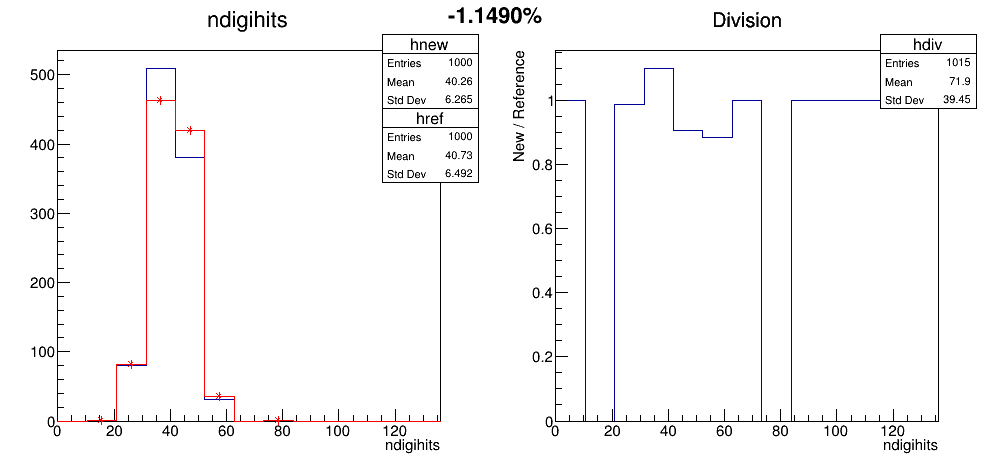 -1.1490%
ndigihits
hnew
Entries 1000
Mean 40.26
Std Dev 6.265
href
Entries 1000
Mean 40.73
Std Dev 6.492
500
400
300
200
100
0
0 20 40 60 80 100 120
ndigihits
Division
hdiv
Entries 1015
Mean 71.9
Std Dev 39.45
New / Reference
1
0.8
0.6
0.4
0.2
0
0 20 40 60 80 100 120
ndigihits